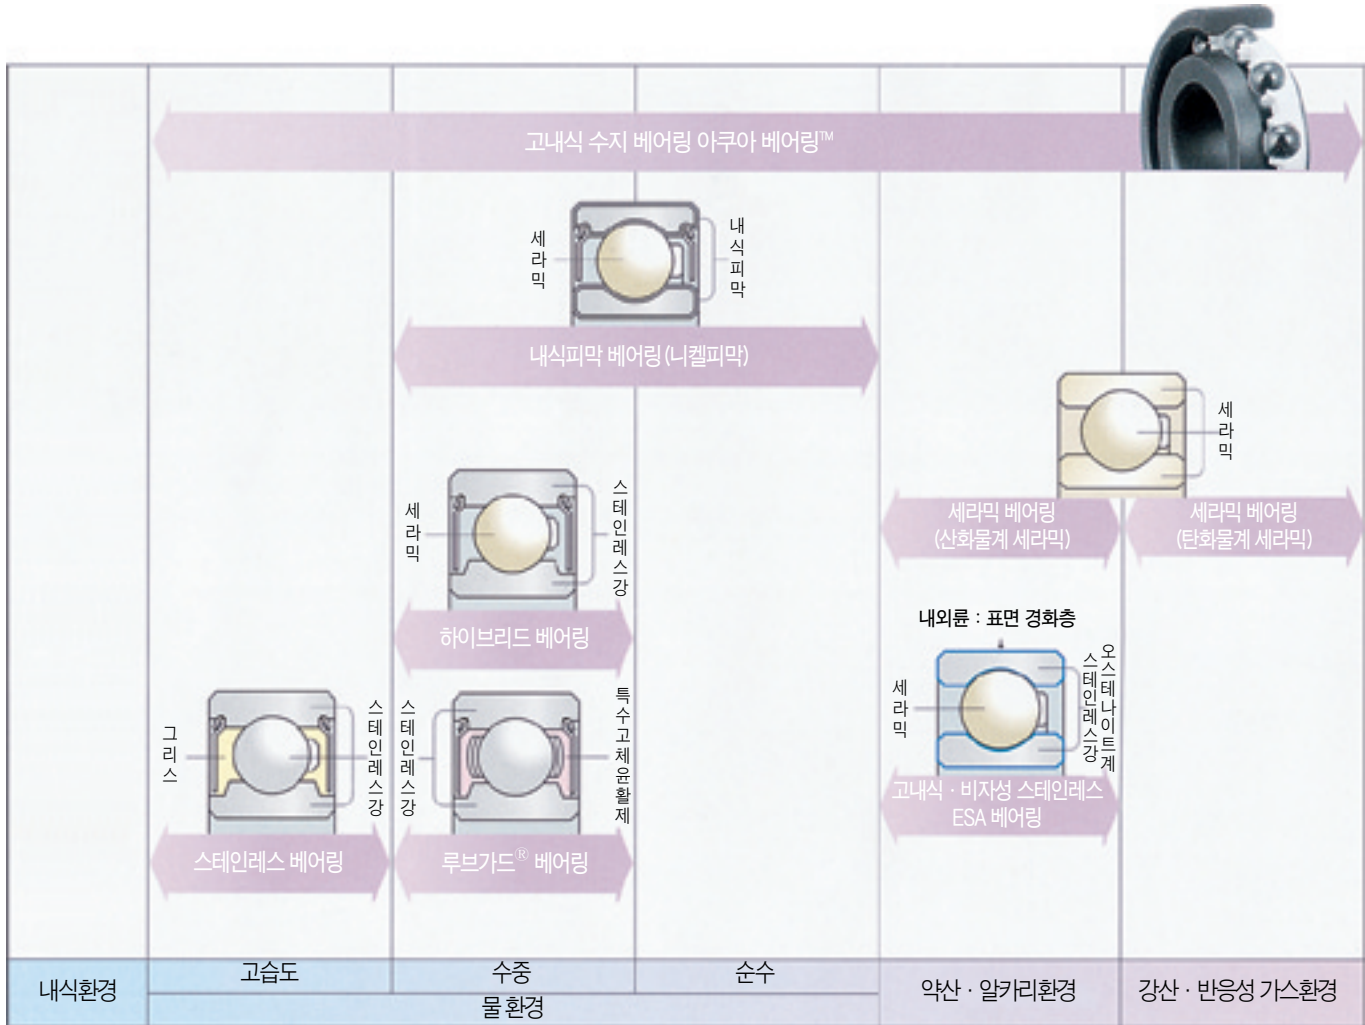 고내식 수지 베어링 아쿠아 베어링™
세라믹
내식피막
내식피막 베어링(니켈피막)
세라믹
세라믹 베어링
(산화물계 세라믹)
세라믹 베어링
(탄화물계 세라믹)
세라믹
스테인레스강
하이브리드 베어링
내외륜 : 표면 경화층
세라믹
오스테나이트계
스테인레스강
고내식 · 비자성 스테인레스
ESA 베어링
그리스
스테인레스강
스테인레스 베어링
스테인레스강
특수고체윤활제
루브가드® 베어링
내식환경
고습도
수중
순수
물 환경
약산 · 알카리환경
강산 · 반응성 가스환경